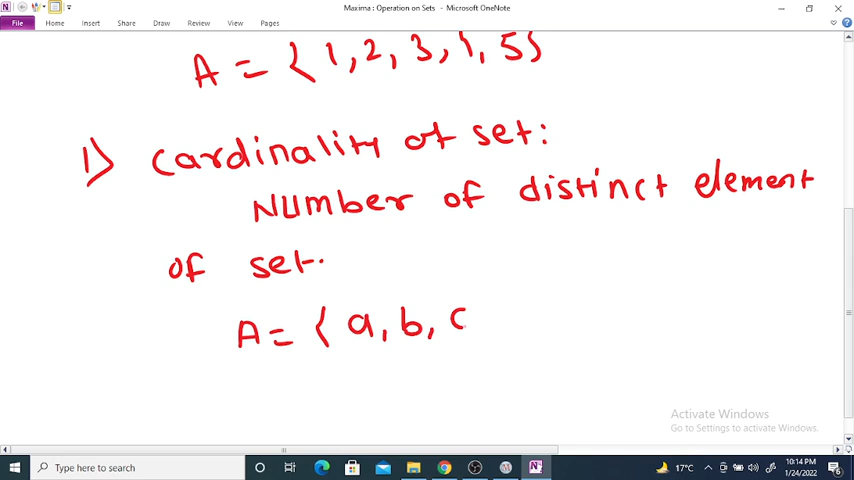 Maxima : Operation on Sets - Microsoft OneNote
File Home Insert Share Draw Review View Pages
A = { 1, 2, 3, 4, 5}
1) Cardinality of set:
Number of distinct element
of set.
A = { a, b, c
Activate Windows
Go to Settings to activate Windows.
Type here to search
17°C
10:14 PM
1/24/2022
6